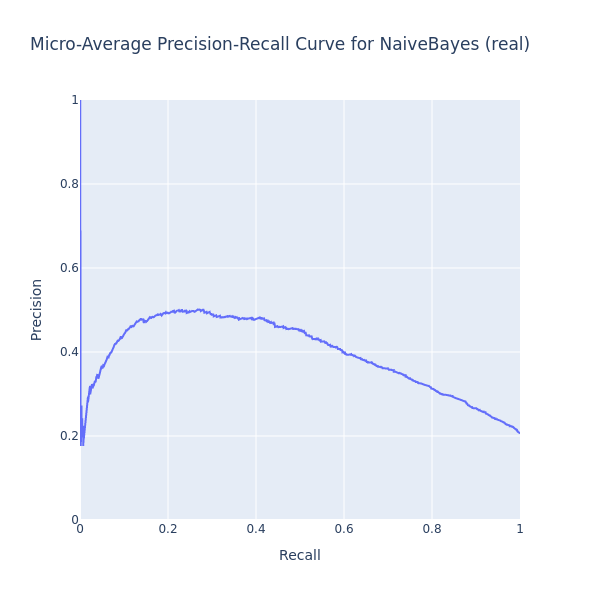 Micro-Average Precision-Recall Curve for NaiveBayes (real)
1
0.8
0.6
0.4
0.2
0
Precision
0 0.2 0.4 0.6 0.8 1
Recall